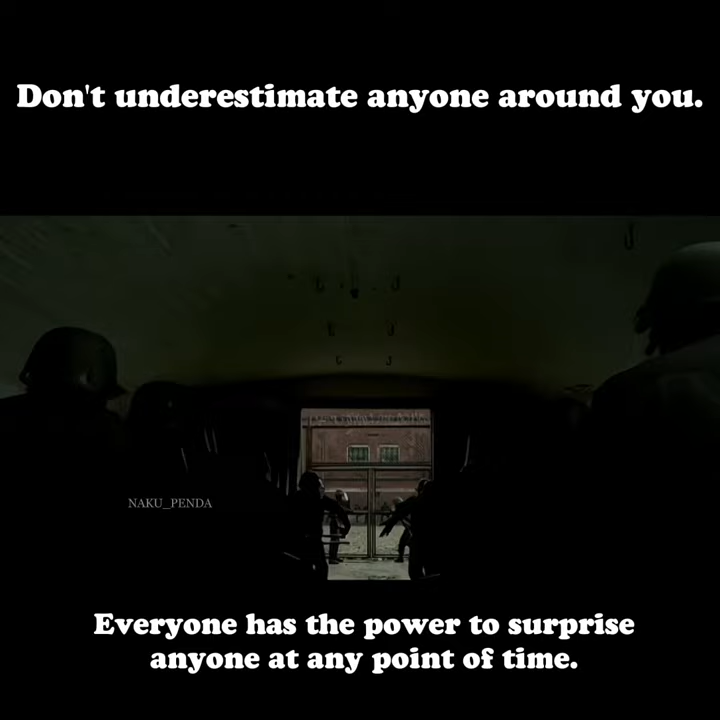 Don't underestimate anyone around you.
NAKU_PENDA
Everyone has the power to surprise
anyone at any point of time.